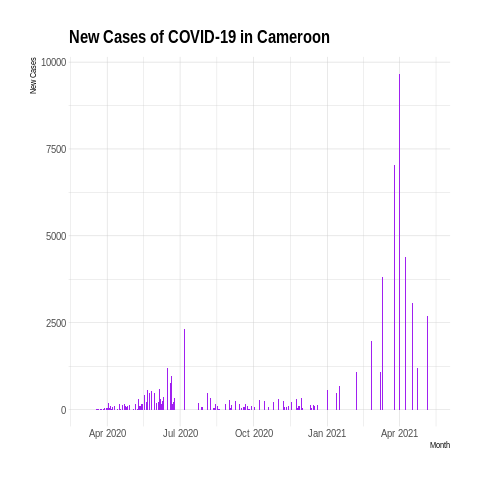 New Cases of COVID-19 in Cameroon
New Cases
10000
7500
5000
2500
0
Apr 2020 Jul 2020 Oct 2020 Jan 2021 Apr 2021
Month